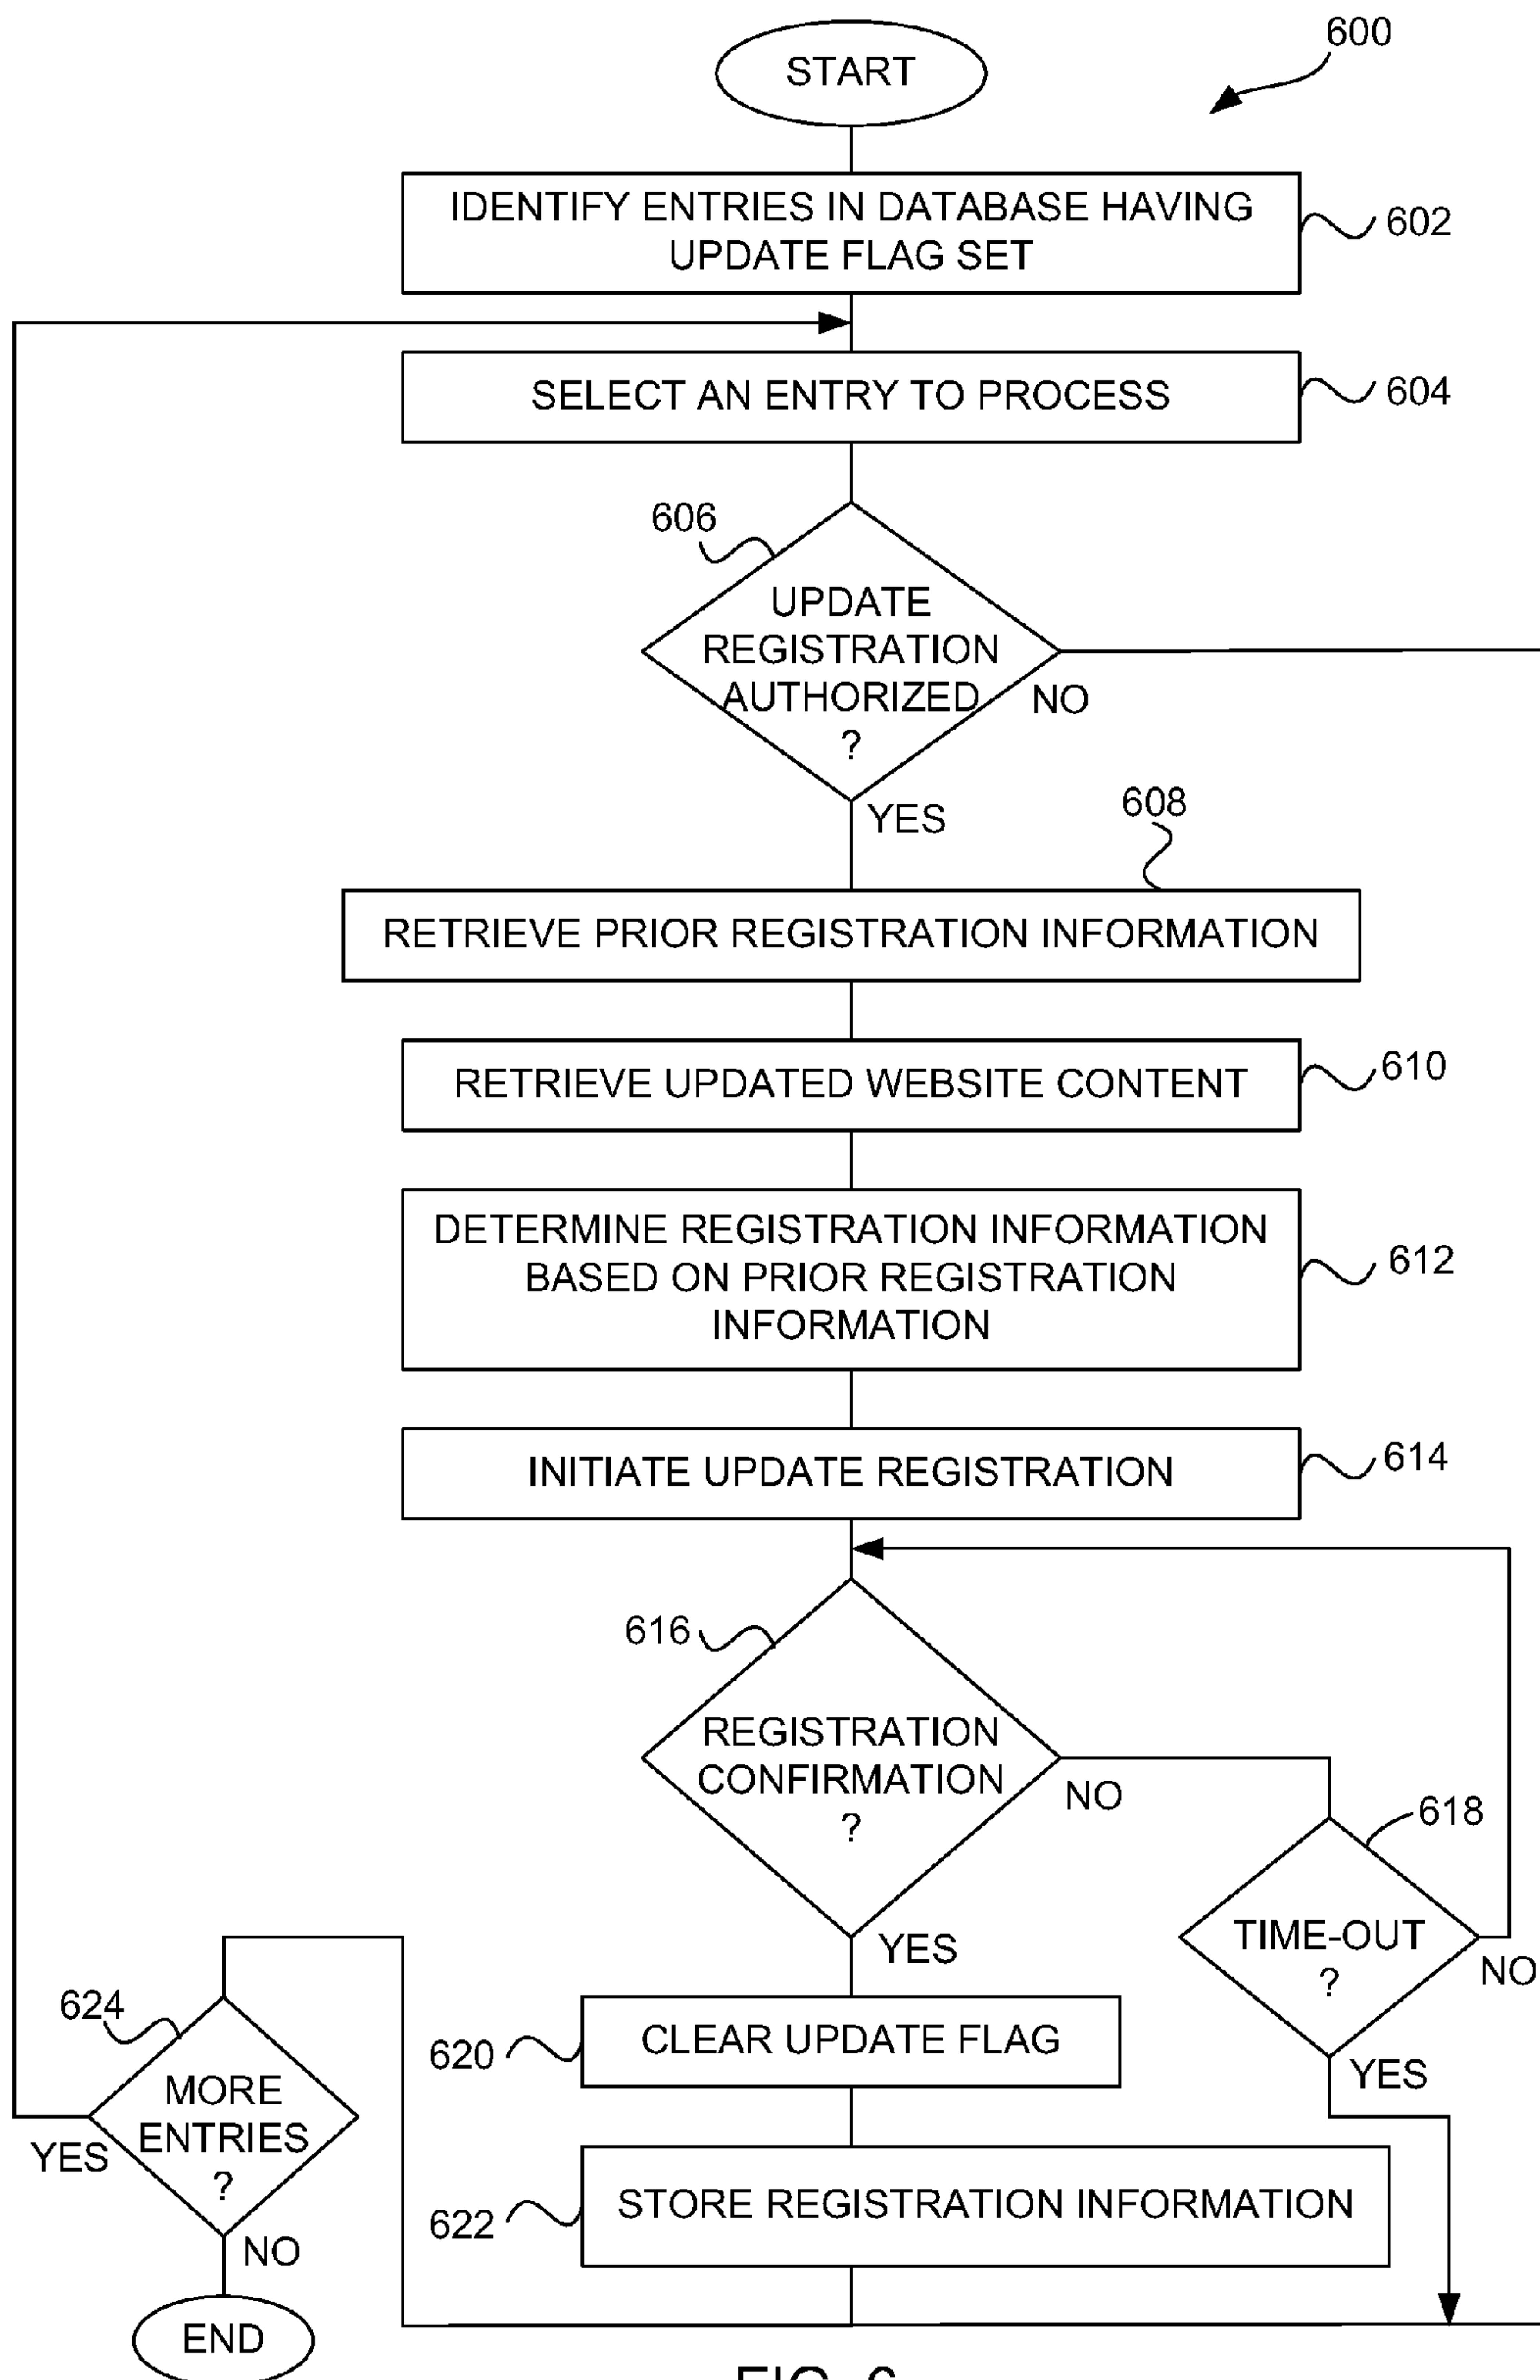 START
600
IDENTIFY ENTRIES IN DATABASE HAVING
UPDATE FLAG SET
602
SELECT AN ENTRY TO PROCESS
604
606
UPDATE
REGISTRATION
AUTHORIZED
?
NO
YES
608
RETRIEVE PRIOR REGISTRATION INFORMATION
RETRIEVE UPDATED WEBSITE CONTENT
610
DETERMINE REGISTRATION INFORMATION
BASED ON PRIOR REGISTRATION
INFORMATION
612
INITIATE UPDATE REGISTRATION
614
616
REGISTRATION
CONFIRMATION
?
NO
YES
618
TIME-OUT
?
NO
YES
620
CLEAR UPDATE FLAG
622
STORE REGISTRATION INFORMATION
624
MORE
ENTRIES
?
YES
NO
END
FIG. 6